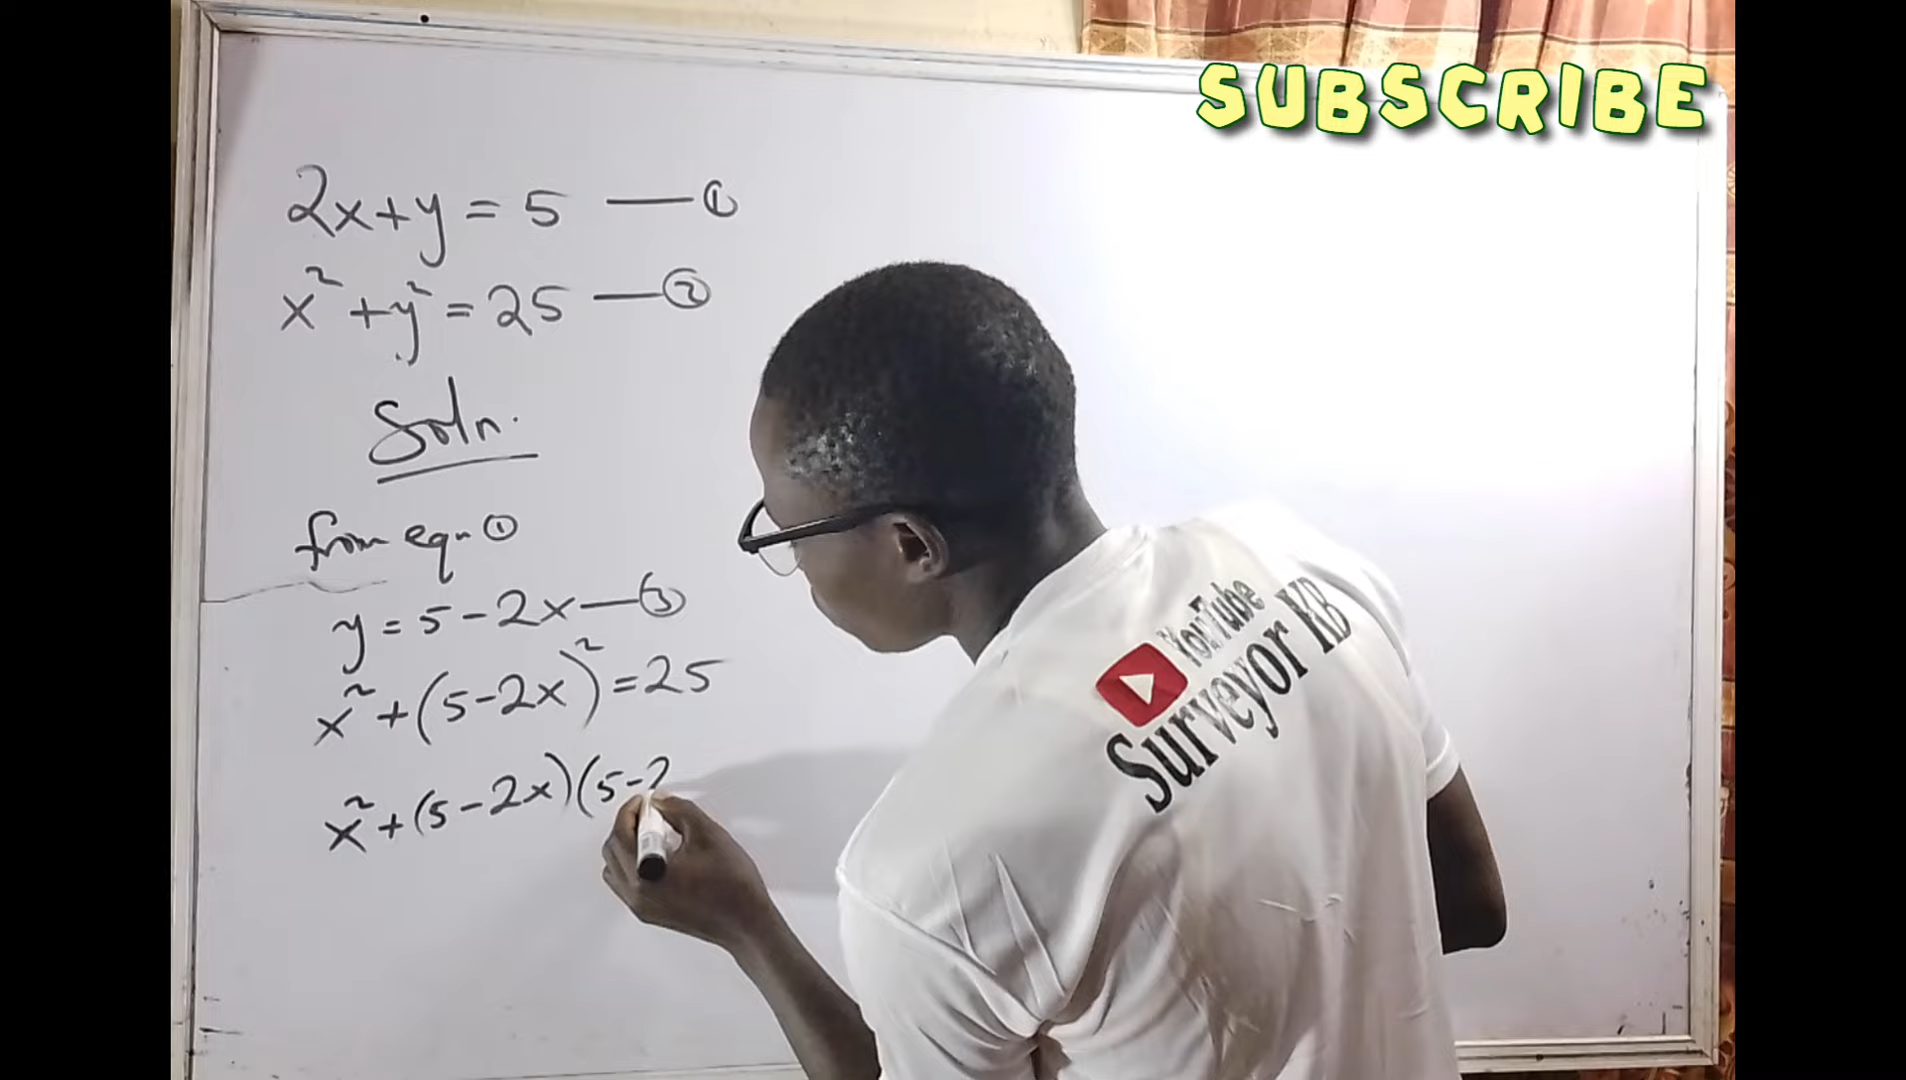 SUBSCRIBE
2x+y = 5 —— ①
x² + y² = 25 —— ②
Soln.
from eqn ①
y = 5 - 2x —— ③
x² + (5-2x)² = 25
x² + (5-2x)(5-2
YouTube
Surveyor KB